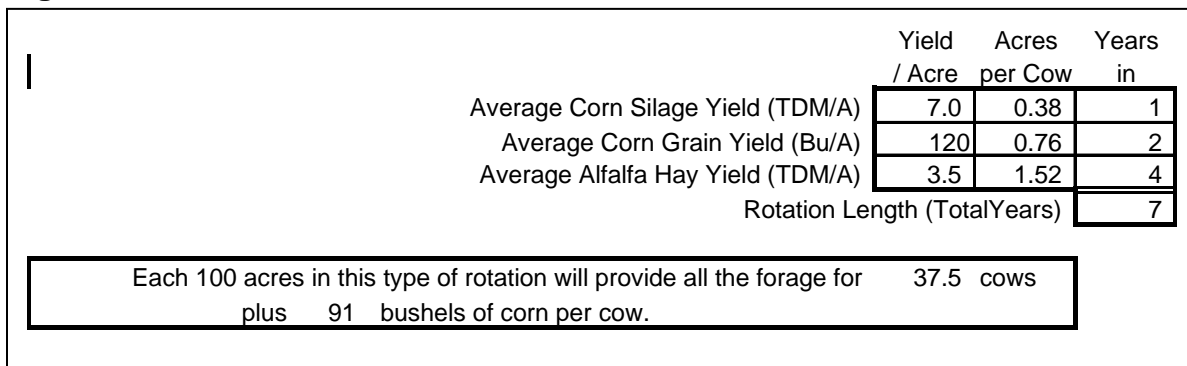 Yield Acres Years
/ Acre per Cow in
Average Corn Silage Yield (TDM/A) 7.0 0.38 1
Average Corn Grain Yield (Bu/A) 120 0.76 2
Average Alfalfa Hay Yield (TDM/A) 3.5 1.52 4
Rotation Length (TotalYears) 7
Each 100 acres in this type of rotation will provide all the forage for 37.5 cows
plus 91 bushels of corn per cow.